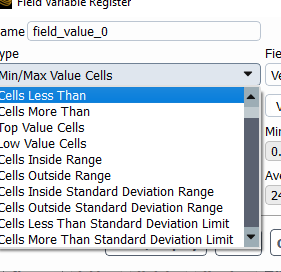 Field Variable Register
ame field_value_0
ype
Fie
Min/Max Value Cells
Ve
Cells Less Than
Cells More Than
Top Value Cells
Low Value Cells
Cells Inside Range
Cells Outside Range
Cells Inside Standard Deviation Range
Cells Outside Standard Deviation Range
Cells Less Than Standard Deviation Limit
Cells More Than Standard Deviation Limit
V
Min
0.
Ave
24